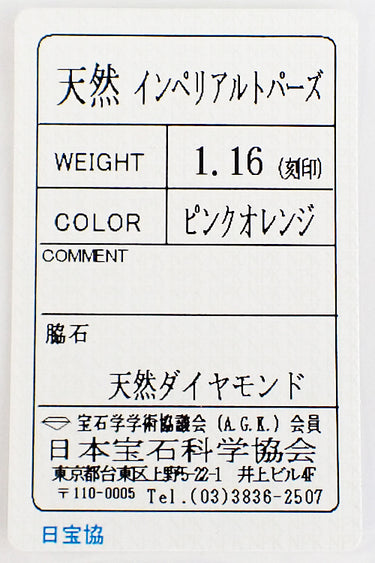 天然 インペリアルトパーズ
WEIGHT 1.16 (刻印)
COLOR ピンクオレンジ
COMMENT
脇石
天然ダイヤモンド
宝石学学術協議会 (A.G.K.) 会員
日本宝石科学協会
東京都台東区上野5-22-1 井上ビル4F
〒110-0005 Tel.(03)3836-2507
日宝協